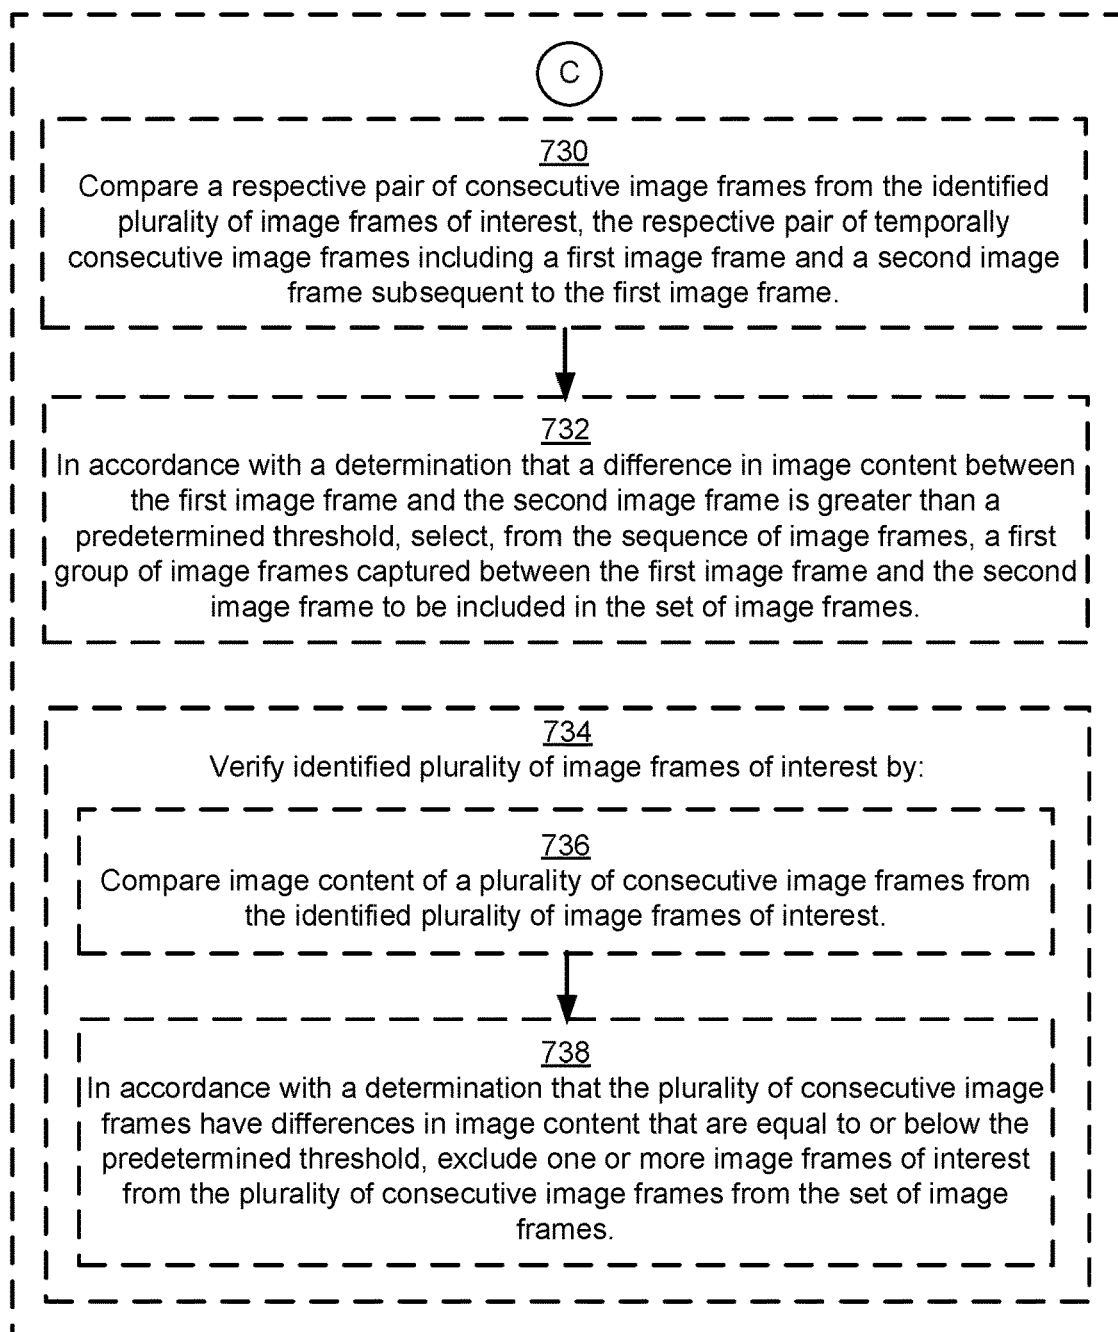 C
730
Compare a respective pair of consecutive image frames from the identified
plurality of image frames of interest, the respective pair of temporally
consecutive image frames including a first image frame and a second image
frame subsequent to the first image frame.
732
In accordance with a determination that a difference in image content between
the first image frame and the second image frame is greater than a
predetermined threshold, select, from the sequence of image frames, a first
group of image frames captured between the first image frame and the second
image frame to be included in the set of image frames.
734
Verify identified plurality of image frames of interest by:
736
Compare image content of a plurality of consecutive image frames from
the identified plurality of image frames of interest.
738
In accordance with a determination that the plurality of consecutive image
frames have differences in image content that are equal to or below the
predetermined threshold, exclude one or more image frames of interest
from the plurality of consecutive image frames from the set of image
frames.